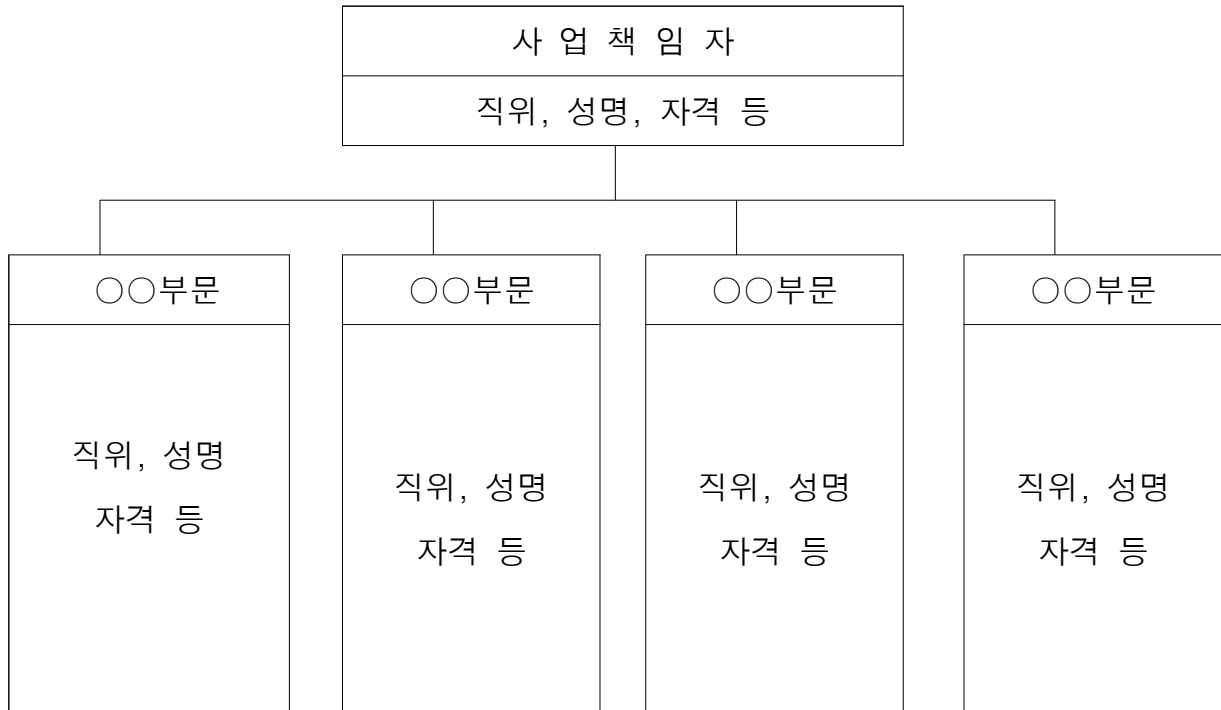 사 업 책 임 자
직위, 성명, 자격 등
○○부문
직위, 성명
자격 등
○○부문
직위, 성명
자격 등
○○부문
직위, 성명
자격 등
○○부문
직위, 성명
자격 등